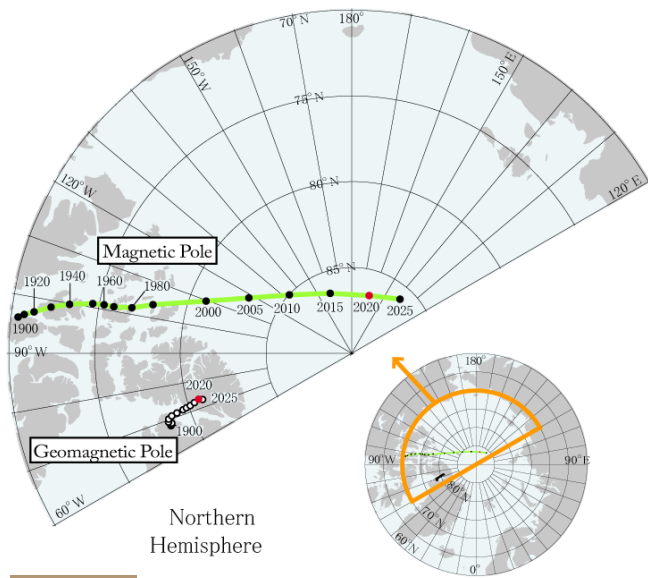 70°N
180°
150°W
150°E
75°N
120°W
80°N
120°E
Magnetic Pole
85°N
1920
1940
1960
1980
1900
2000
2005
2010
2015
2020
2025
90°W
2020
2025
1900
Geomagnetic Pole
60°W
180°
90°W
90°E
80°N
70°N
60°N
0°
Northern
Hemisphere